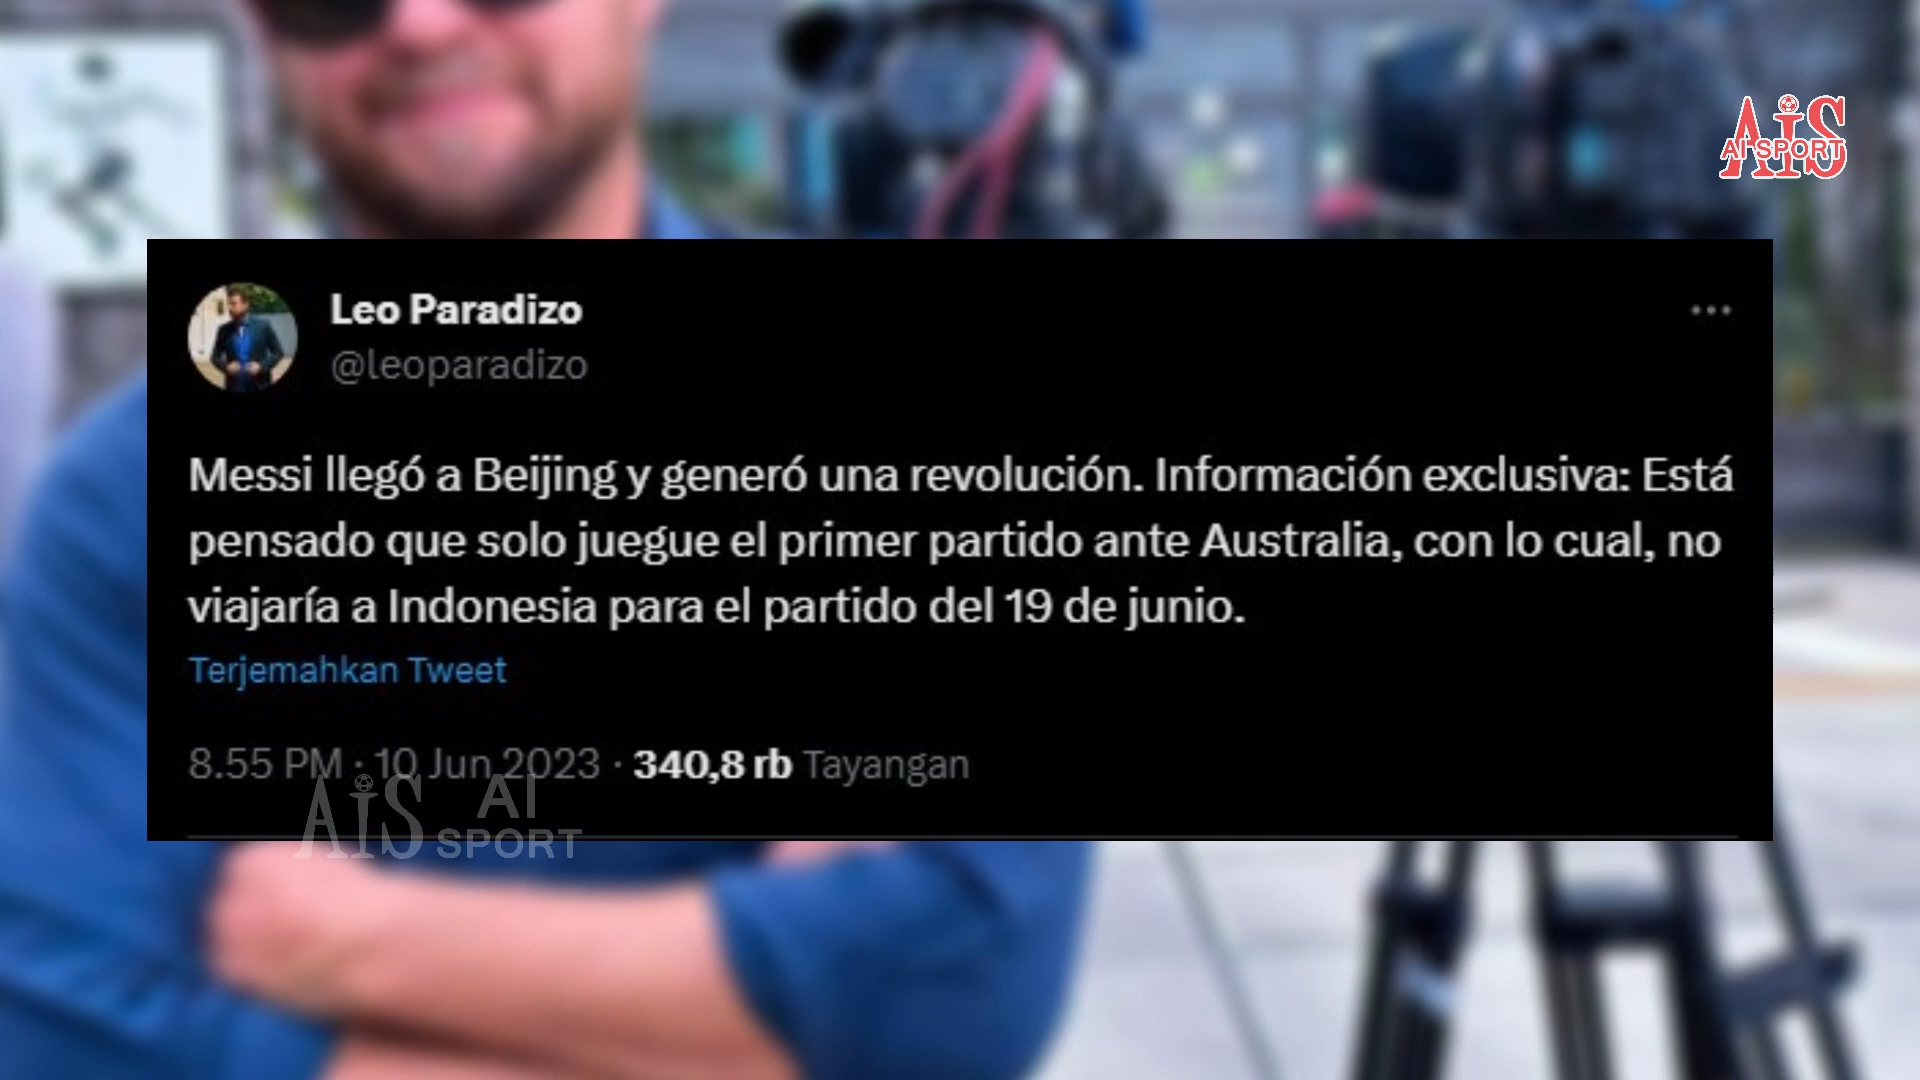 AiS
AI SPORT
Leo Paradizo
@leoparadizo
Messi llegó a Beijing y generó una revolución. Información exclusiva: Está
pensado que solo juegue el primer partido ante Australia, con lo cual, no
viajaría a Indonesia para el partido del 19 de junio.
Terjemahkan Tweet
8.55 PM · 10 Jun 2023 · 340,8 rb Tayangan
AiS AI
SPORT